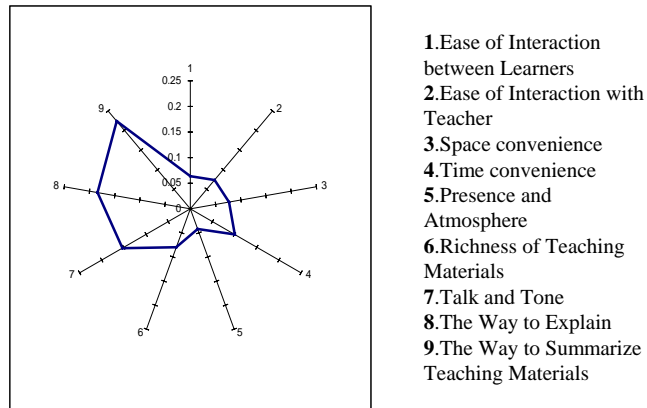 1
0.25
0.2
0.15
0.1
0.05
0
2
3
4
5
6
7
8
9
1.Ease of Interaction
between Learners
2.Ease of Interaction with
Teacher
3.Space convenience
4.Time convenience
5.Presence and
Atmosphere
6.Richness of Teaching
Materials
7.Talk and Tone
8.The Way to Explain
9.The Way to Summarize
Teaching Materials